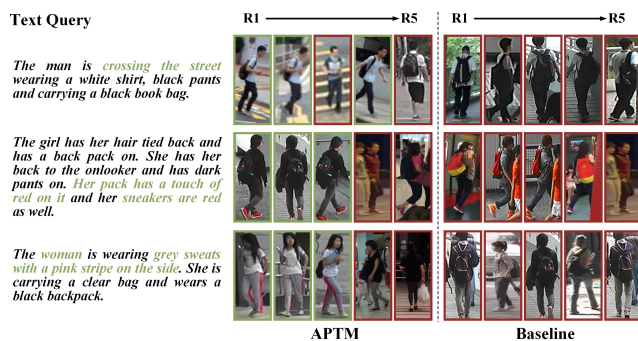 Text Query
R1
R5
R1
R5
The man is crossing the street
wearing a white shirt, black pants
and carrying a black book bag.
The girl has her hair tied back and
has a back pack on. She has her
back to the onlooker and has dark
pants on. Her pack has a touch of
red on it and her sneakers are red
as well.
The woman is wearing grey sweats
with a pink stripe on the side. She is
carrying a clear bag and wears a
black backpack.
APTM
Baseline